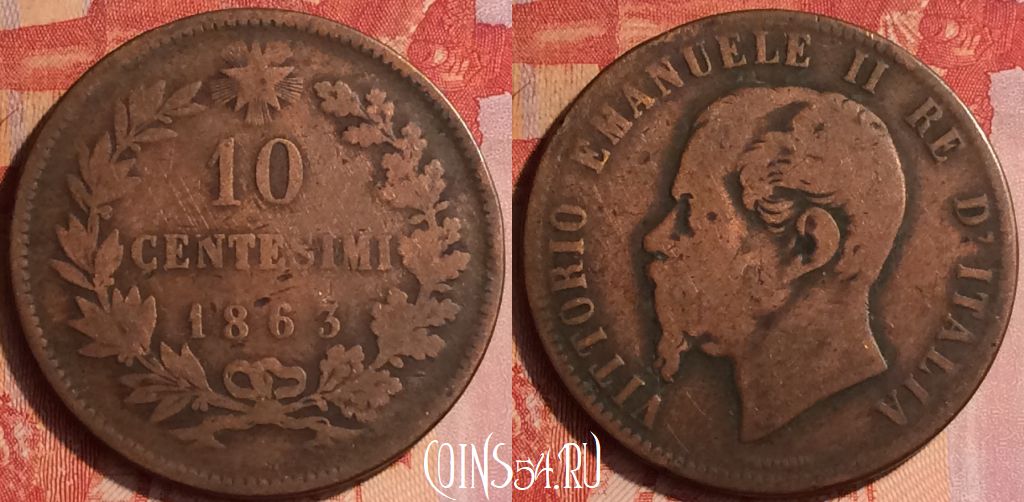 10
CENTESIMI
1863
VITTORIO EMANUELE II RE D'ITALIA
COINS54.RU